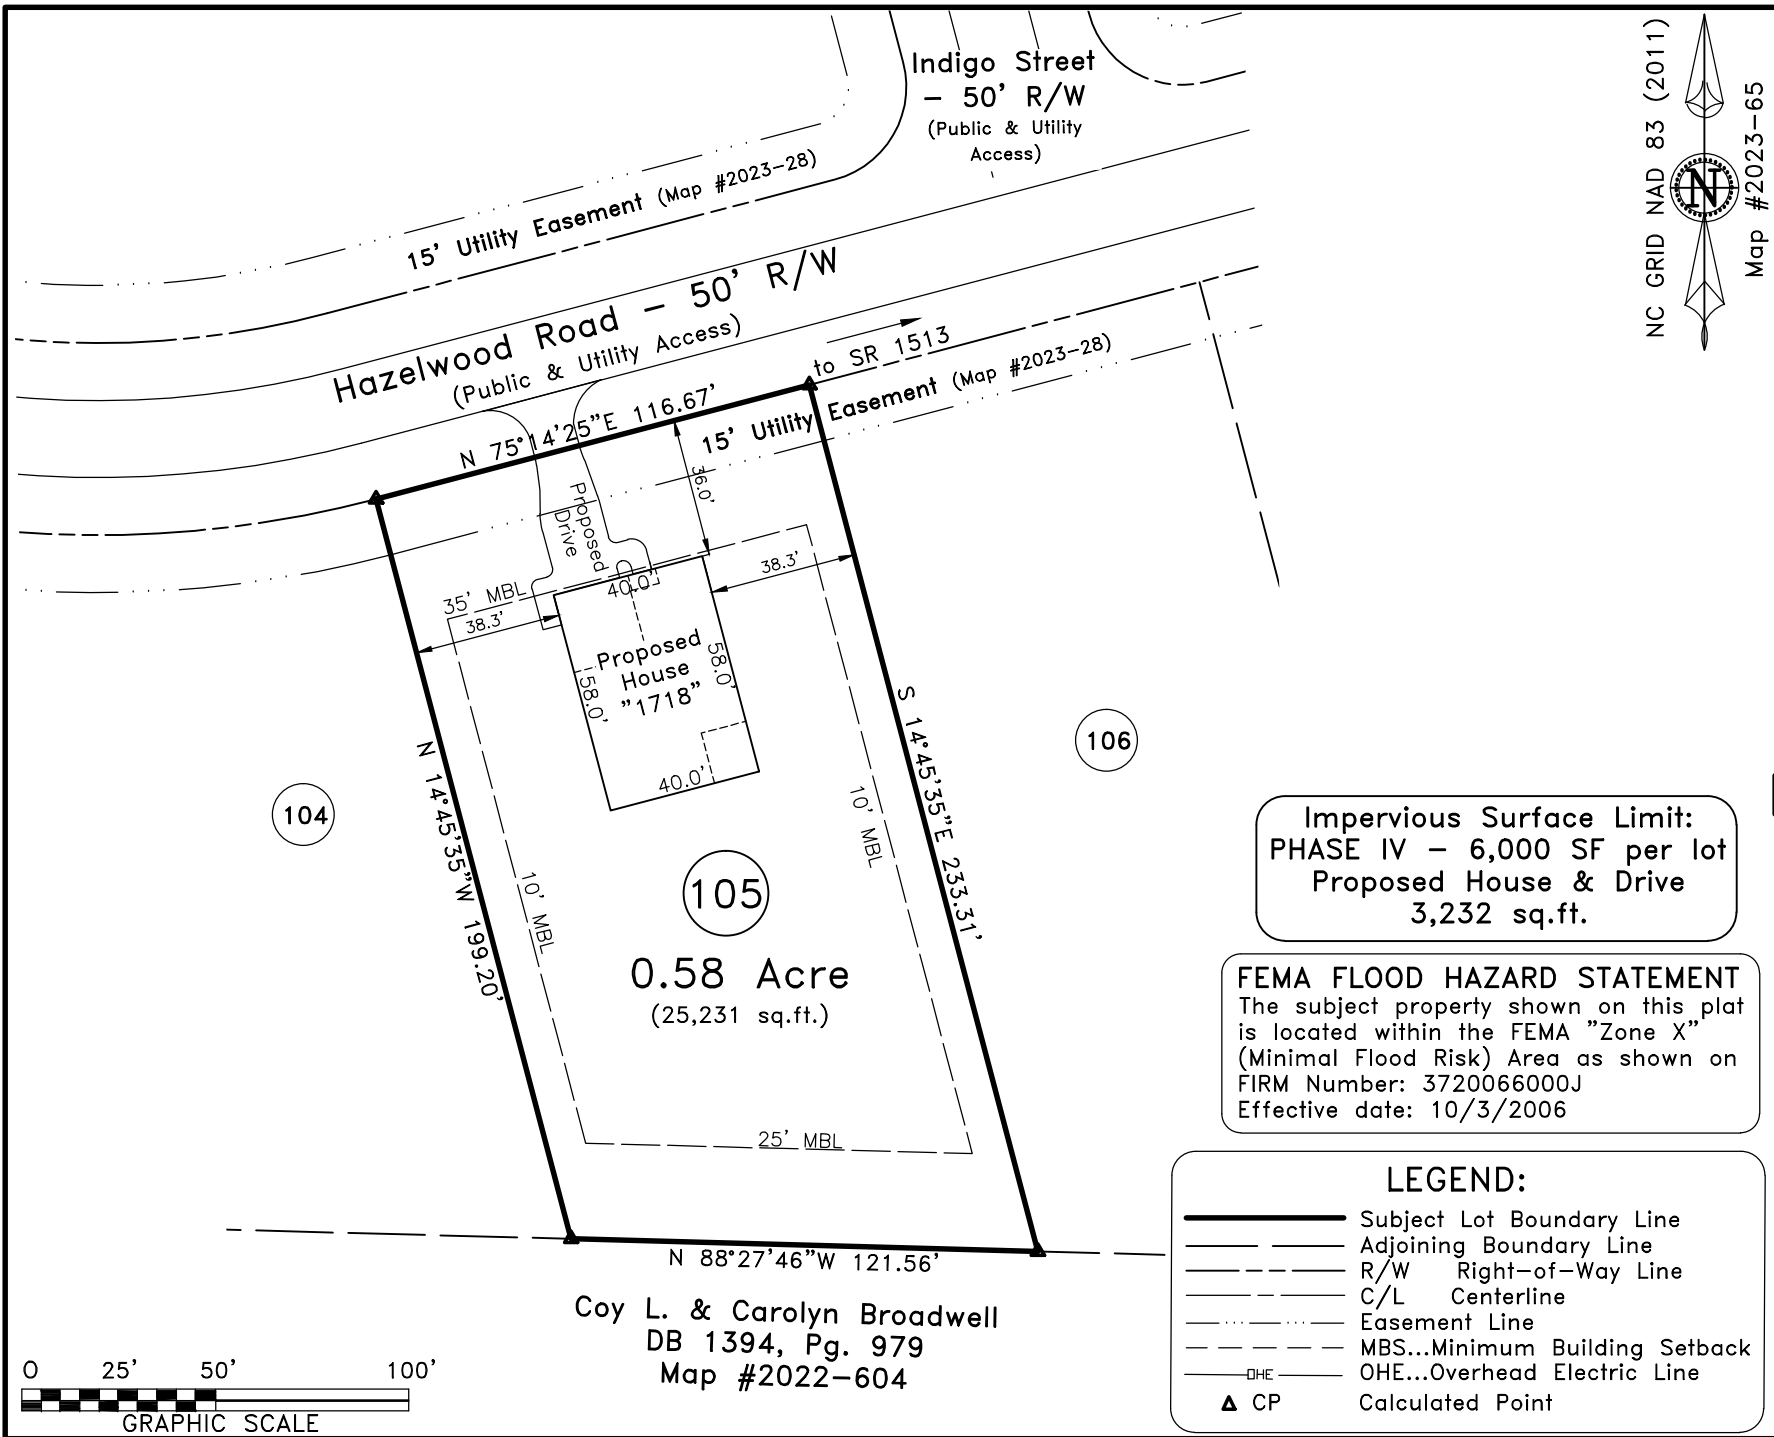 Indigo Street
- 50' R/W
(Public & Utility
Access)
NC GRID NAD 83 (2011)
N
Map #2023-65
15' Utility Easement (Map #2023-28)
Hazelwood Road - 50' R/W
(Public & Utility Access)
to SR 1513
15' Utility Easement (Map #2023-28)
N 75°14'25"E 116.67'
36.0'
Proposed
Drive
38.3'
35' MBL
38.3'
40.0'
Proposed
House
"1718"
58.0'
58.0'
40.0'
S 14°45'35"E 233.31'
N 14°45'35"W 199.20'
10' MBL
10' MBL
104
106
105
0.58 Acre
(25,231 sq.ft.)
25' MBL
N 88°27'46"W 121.56'
Coy L. & Carolyn Broadwell
DB 1394, Pg. 979
Map #2022-604
Impervious Surface Limit:
PHASE IV - 6,000 SF per lot
Proposed House & Drive
3,232 sq.ft.
FEMA FLOOD HAZARD STATEMENT
The subject property shown on this plat
is located within the FEMA "Zone X"
(Minimal Flood Risk) Area as shown on
FIRM Number: 3720066000J
Effective date: 10/3/2006
LEGEND:
Subject Lot Boundary Line
Adjoining Boundary Line
R/W Right-of-Way Line
C/L Centerline
Easement Line
MBS...Minimum Building Setback
OHE OHE...Overhead Electric Line
CP Calculated Point
0 25' 50' 100'
GRAPHIC SCALE